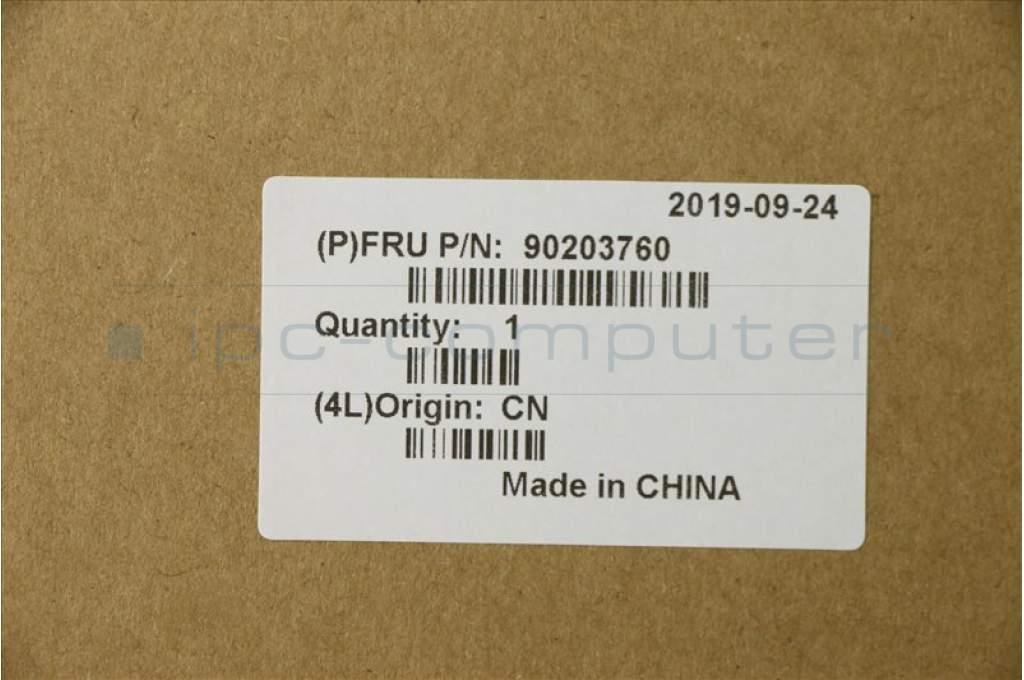 2019-09-24
(P)FRU P/N: 90203760
Quantity: 1
ipc-computer
(4L)Origin: CN
Made in CHINA